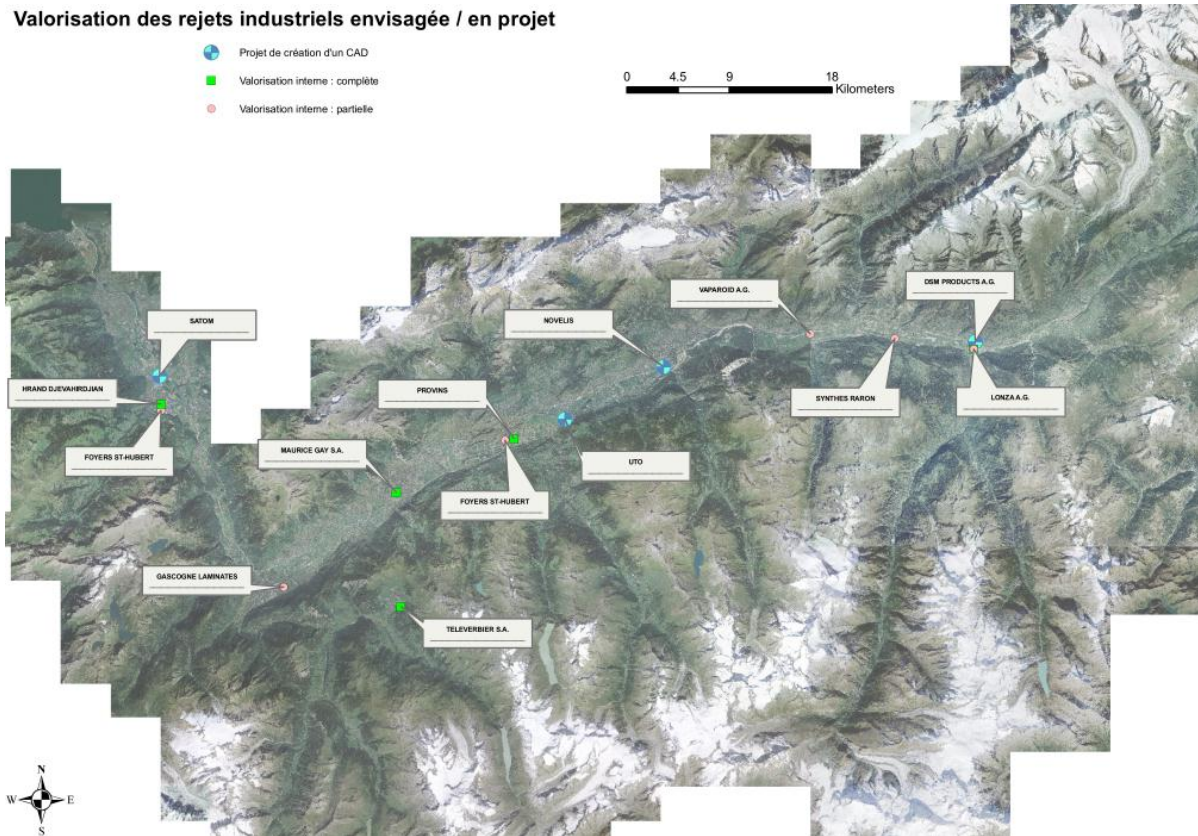 Valorisation des rejets industriels envisagée / en projet
Projet de création d'un CAD
Valorisation interne : complète
Valorisation interne : partielle
0 4.5 9 18
Kilometers
DSM PRODUCTS A.G.
VAPAROID A.G.
SATOM
NOVELIS
HRAND DJEVAHIRDJIAN
PROVINS
SYNTHES RARON
LONZA A.G.
MAURICE GAY S.A.
FOYERS ST-HUBERT
UTO
FOYERS ST-HUBERT
GASCOGNE LAMINATES
TELEVERBIER S.A.
N
W E
S